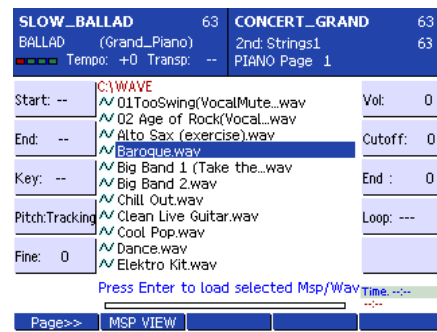 SLOW_BALLAD 63 CONCERT_GRAND 63
BALLAD (Grand_Piano) 2nd: Strings1 63
Tempo: +0 Transp: -- PIANO Page 1
C:\WAVE
Start: -- 01TooSwing(VocalMute...wav Vol: 0
02 Age of Rock(Vocal...wav
End: -- Alto Sax (exercise).wav Cutoff: 0
Baroque.wav
Key: -- Big Band 1 (Take the...wav End : 0
Big Band 2.wav
Chill Out.wav
Pitch:Tracking Clean Live Guitar.wav Loop: ---
Cool Pop.wav
Fine: 0 Dance.wav
Elektro Kit.wav
Press Enter to load selected Msp/Wav Time. --:--
--:--
Page>> MSP VIEW